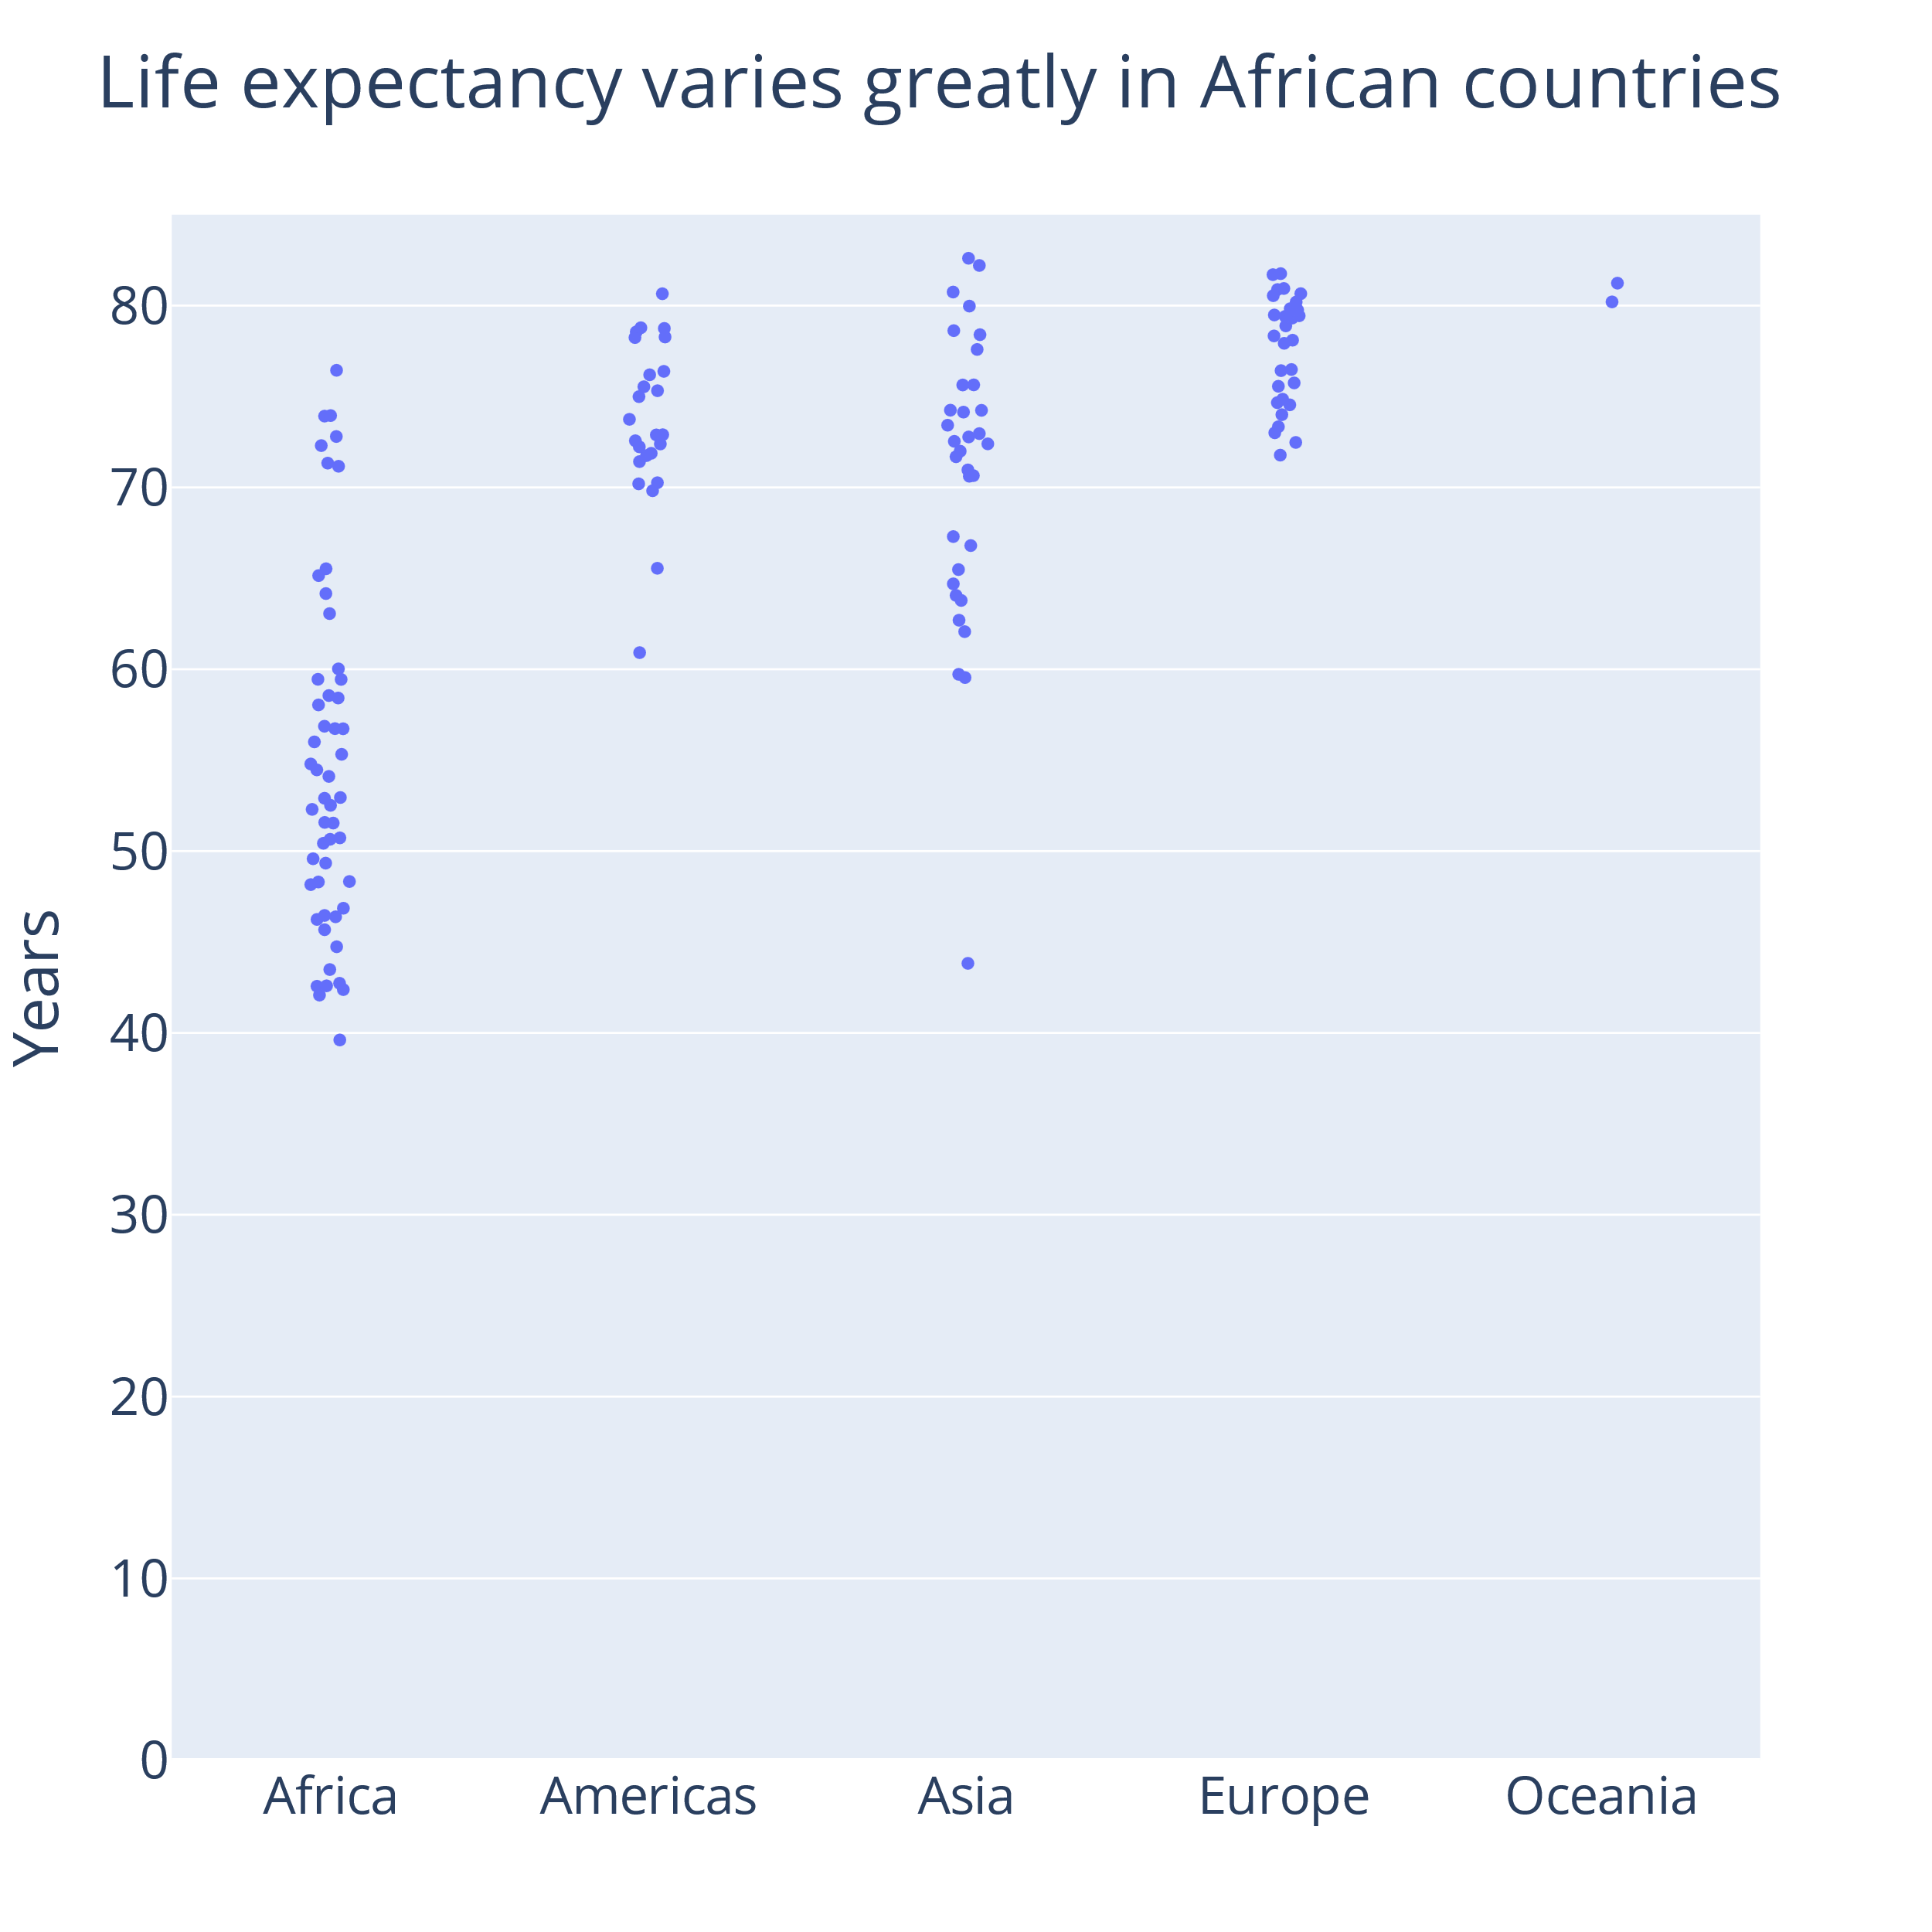 Life expectancy varies greatly in African countries
Years
80
70
60
50
40
30
20
10
0
Africa
Americas
Asia
Europe
Oceania